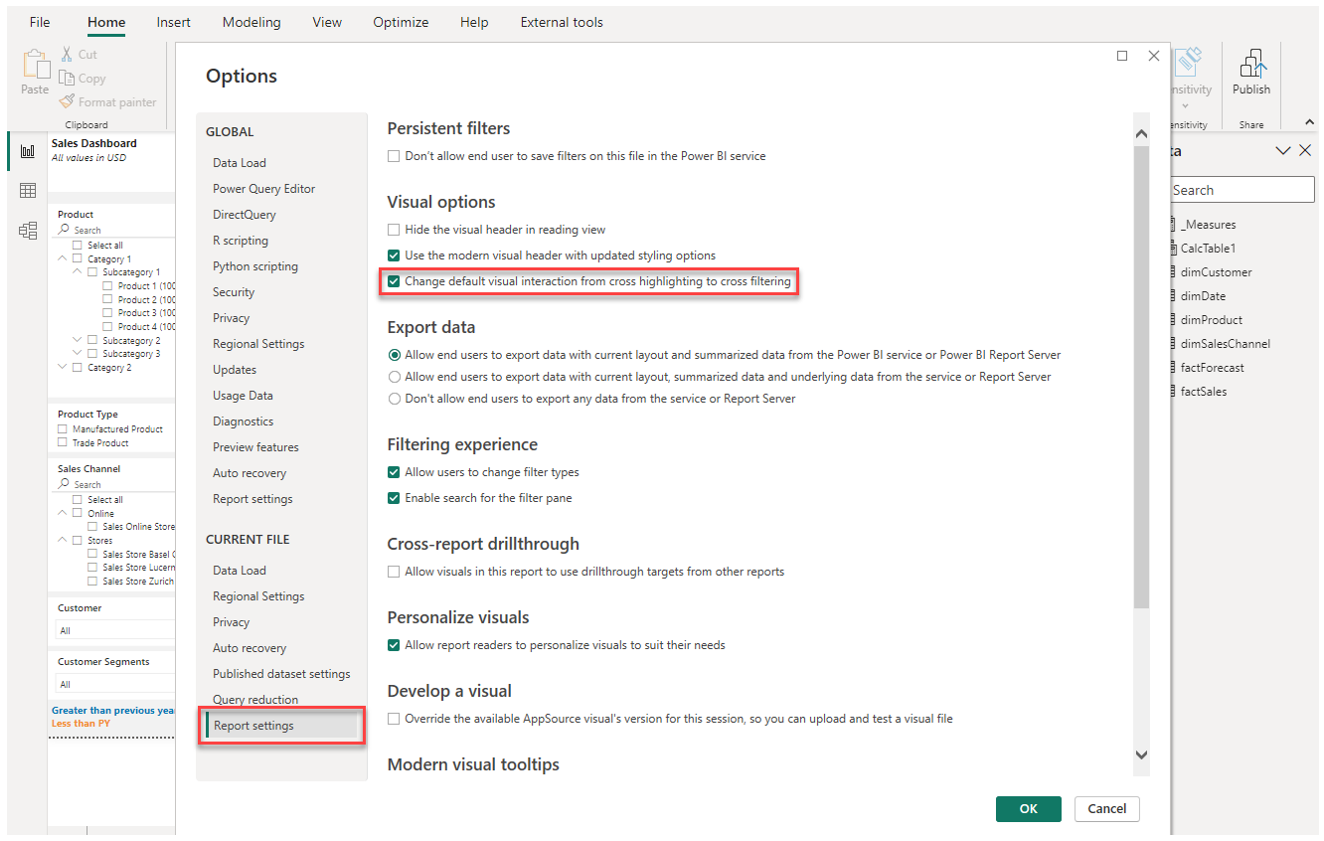 File Home Insert Modeling View Optimize Help External tools
Cut
Copy
Format painter
Paste
Clipboard
Publish
Share
Sales Dashboard
All values in USD
Product
Search
Select all
Category 1
Subcategory 1
Product 1 (100
Product 2 (100
Product 3 (100
Product 4 (100
Subcategory 2
Subcategory 3
Category 2
Product Type
Manufactured Product
Trade Product
Sales Channel
Search
Select all
Online
Sales Online Store
Stores
Sales Store Basel
Sales Store Lucern
Sales Store Zurich
Customer
All
Customer Segments
All
Greater than previous yea
Less than PY
Options
GLOBAL
Data Load
Power Query Editor
DirectQuery
R scripting
Python scripting
Security
Privacy
Regional Settings
Updates
Usage Data
Diagnostics
Preview features
Auto recovery
Report settings
CURRENT FILE
Data Load
Regional Settings
Privacy
Auto recovery
Published dataset settings
Query reduction
Report settings
Persistent filters
Don't allow end user to save filters on this file in the Power BI service
Visual options
Hide the visual header in reading view
Use the modern visual header with updated styling options
Change default visual interaction from cross highlighting to cross filtering
Export data
Allow end users to export data with current layout and summarized data from the Power BI service or Power BI Report Server
Allow end users to export data with current layout, summarized data and underlying data from the service or Report Server
Don't allow end users to export any data from the service or Report Server
Filtering experience
Allow users to change filter types
Enable search for the filter pane
Cross-report drillthrough
Allow visuals in this report to use drillthrough targets from other reports
Personalize visuals
Allow report readers to personalize visuals to suit their needs
Develop a visual
Override the available AppSource visual's version for this session, so you can upload and test a visual file
Modern visual tooltips
OK Cancel
nsitivity
ensitivity
ta
Search
_Measures
CalcTable1
dimCustomer
dimDate
dimProduct
dimSalesChannel
factForecast
factSales